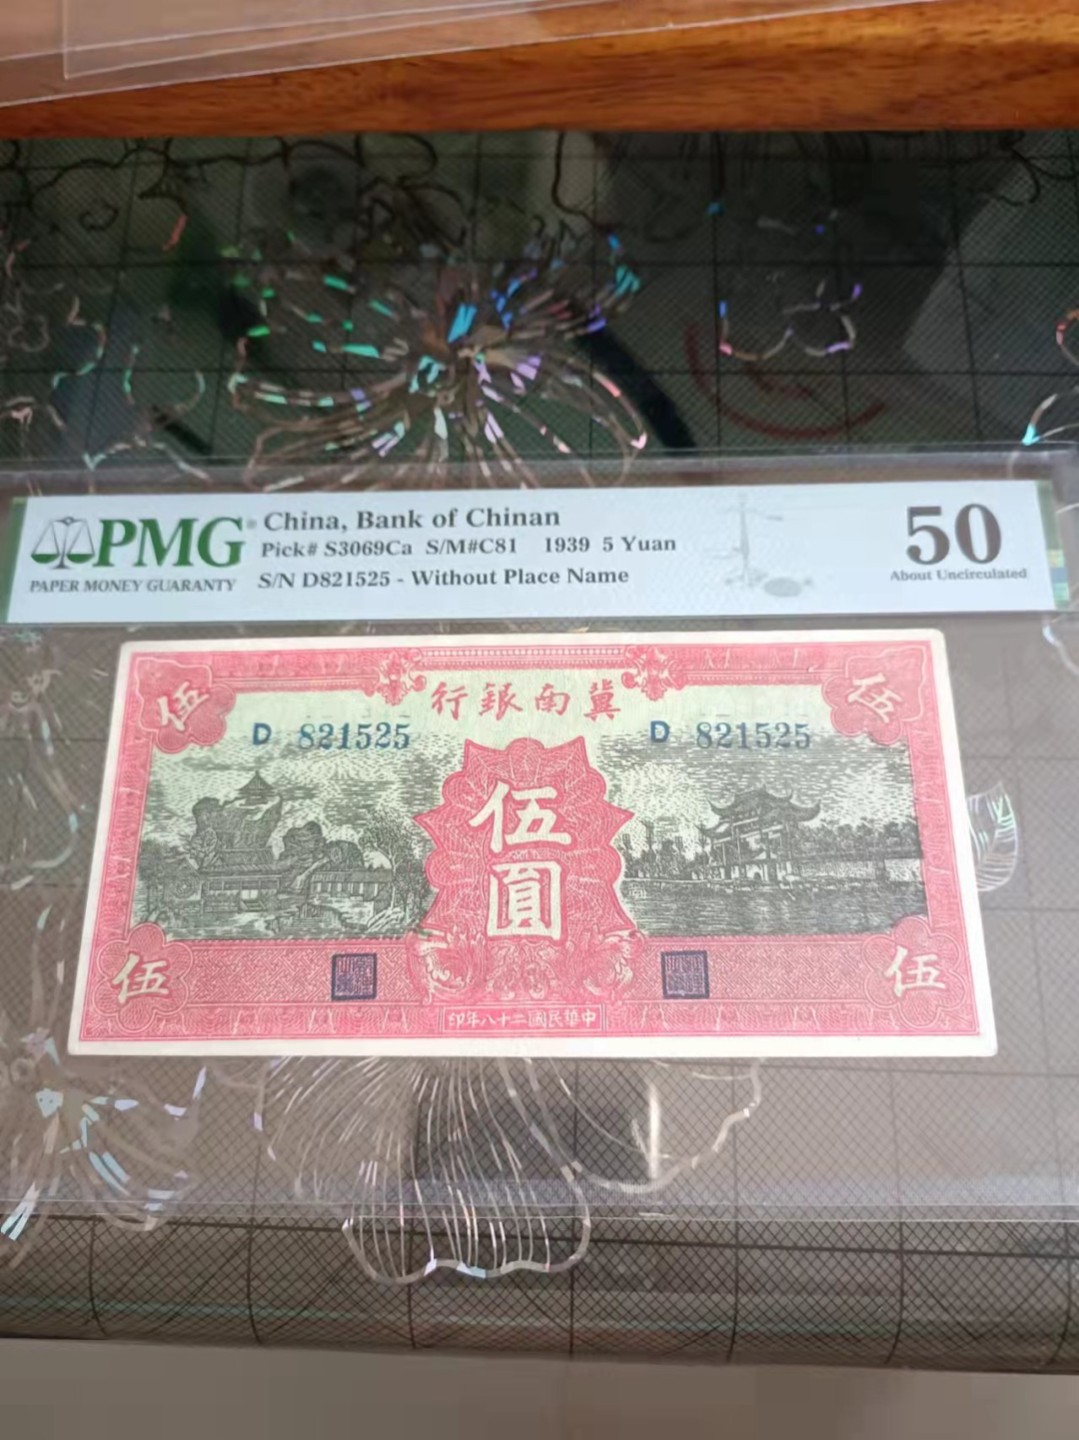 PMG
PAPER MONEY GUARANTY
China, Bank of Chinan
Pick# S3069Ca S/M#C81 1939 5 Yuan
S/N D821525 - Without Place Name
50
About Uncirculated
伍
行銀南冀
伍
D 821525
D 821525
伍圓
伍
伍
印年八十二國民華中